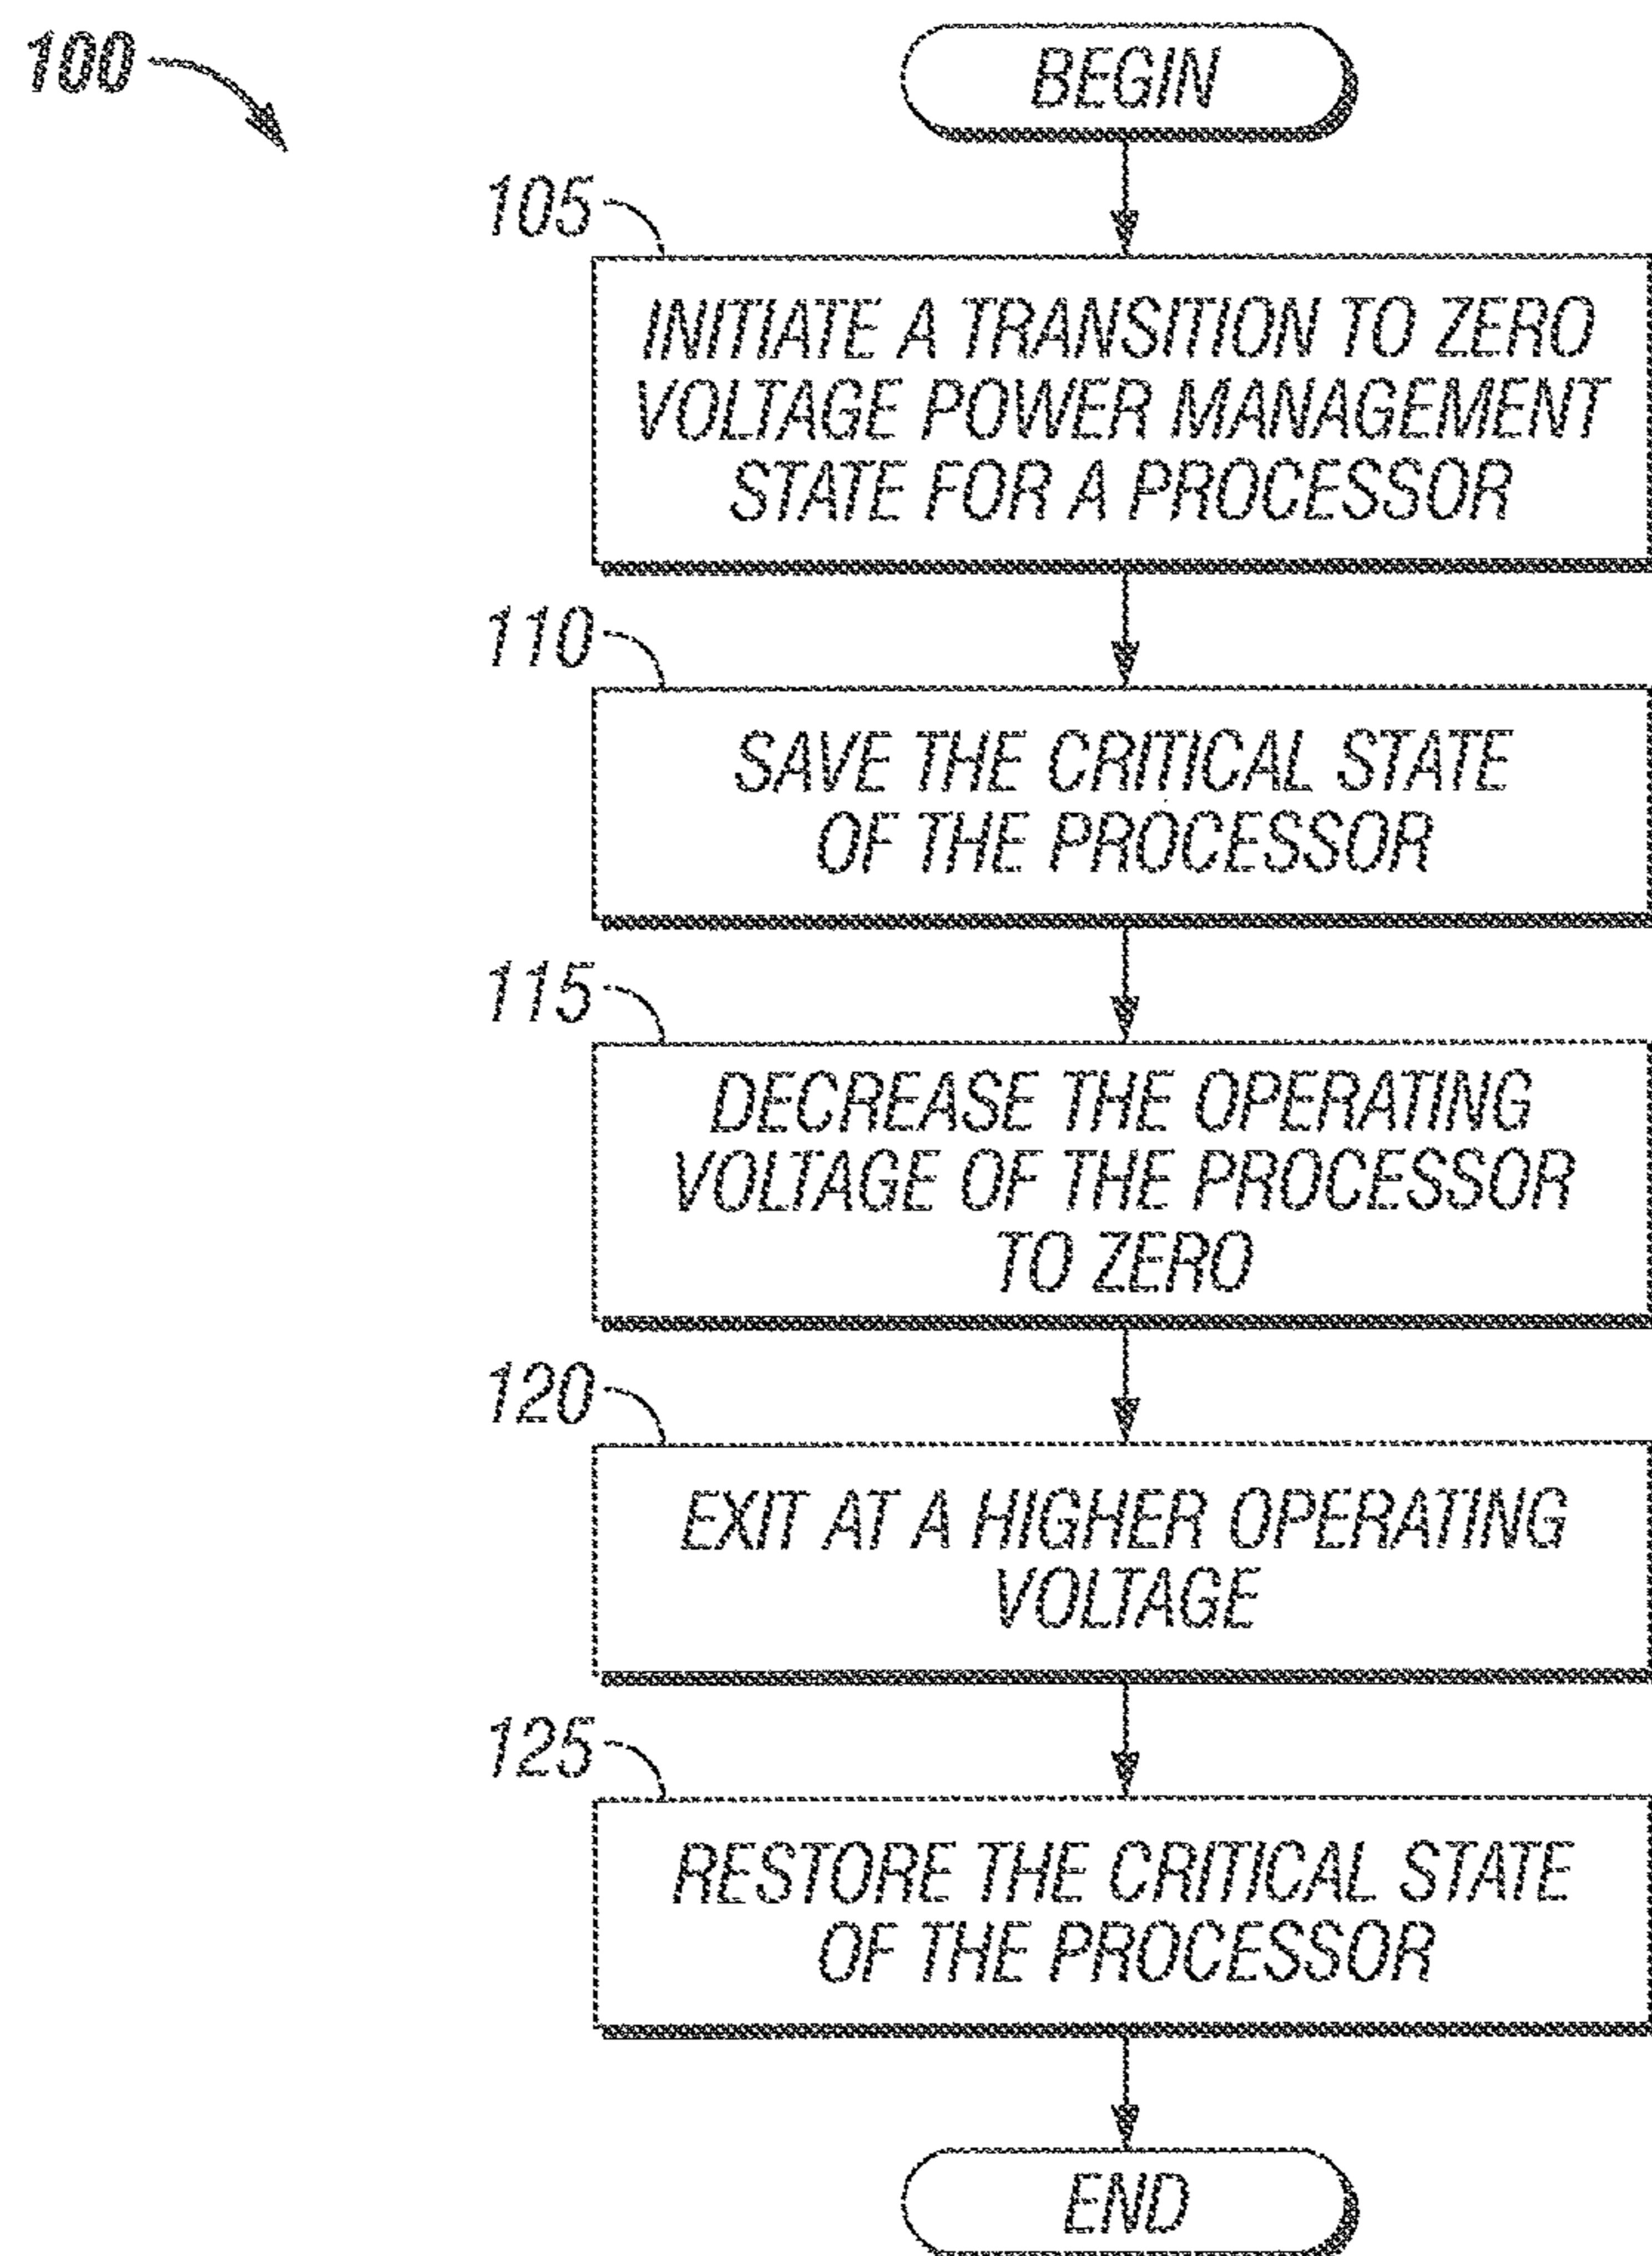 100
BEGIN
105
INITIATE A TRANSITION TO ZERO
VOLTAGE POWER MANAGEMENT
STATE FOR A PROCESSOR
110
SAVE THE CRITICAL STATE
OF THE PROCESSOR
115
DECREASE THE OPERATING
VOLTAGE OF THE PROCESSOR
TO ZERO
120
EXIT AT A HIGHER OPERATING
VOLTAGE
125
RESTORE THE CRITICAL STATE
OF THE PROCESSOR
END